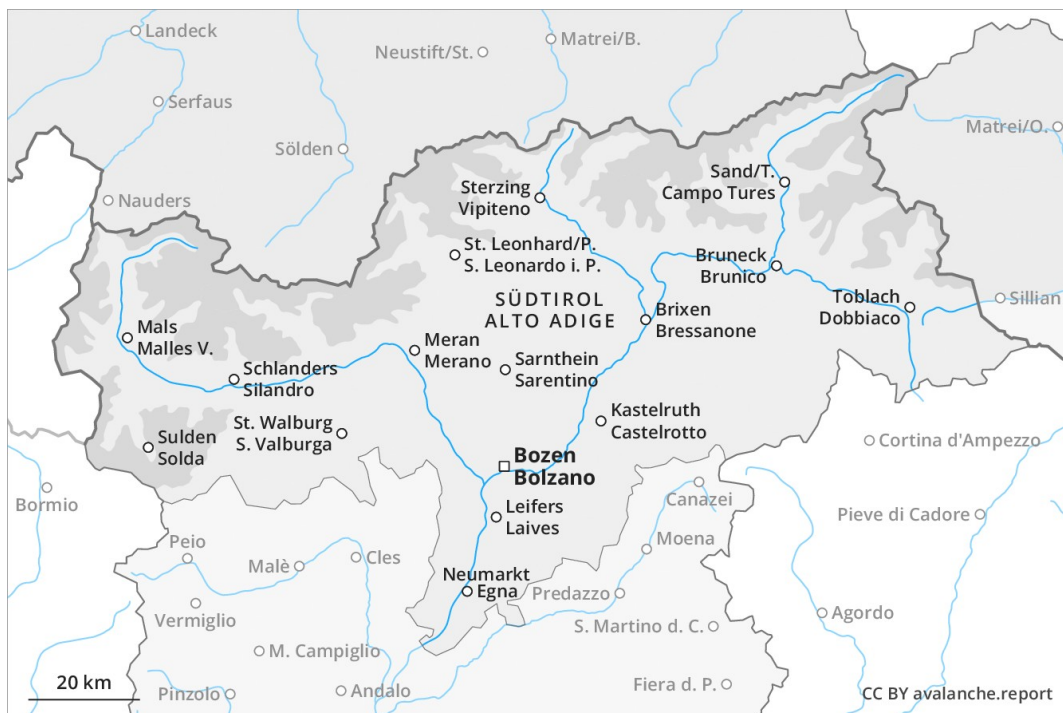 Landeck
Neustift/St.
Matrei/B.
Serfaus
Sölden
Matrei/O.
Nauders
Sterzing
Vipiteno
Sand/T.
Campo Tures
St. Leonhard/P.
S. Leonardo i. P.
Bruneck
Brunico
SÜDTIROL
ALTO ADIGE
Toblach
Dobbiaco
Sillian
Brixen
Bressanone
Mals
Malles V.
Meran
Merano
Sarnthein
Sarentino
Schlanders
Silandro
St. Walburg
S. Valburga
Kastelruth
Castelrotto
Sulden
Solda
Cortina d'Ampezzo
Bozen
Bolzano
Bormio
Canazei
Leifers
Laives
Pieve di Cadore
Moena
Peio
Malè
Cles
Neumarkt
Egna
Predazzo
Vermiglio
Agordo
S. Martino d. C.
M. Campiglio
20 km
Pinzolo
Andalo
Fiera d. P.
CC BY avalanche.report